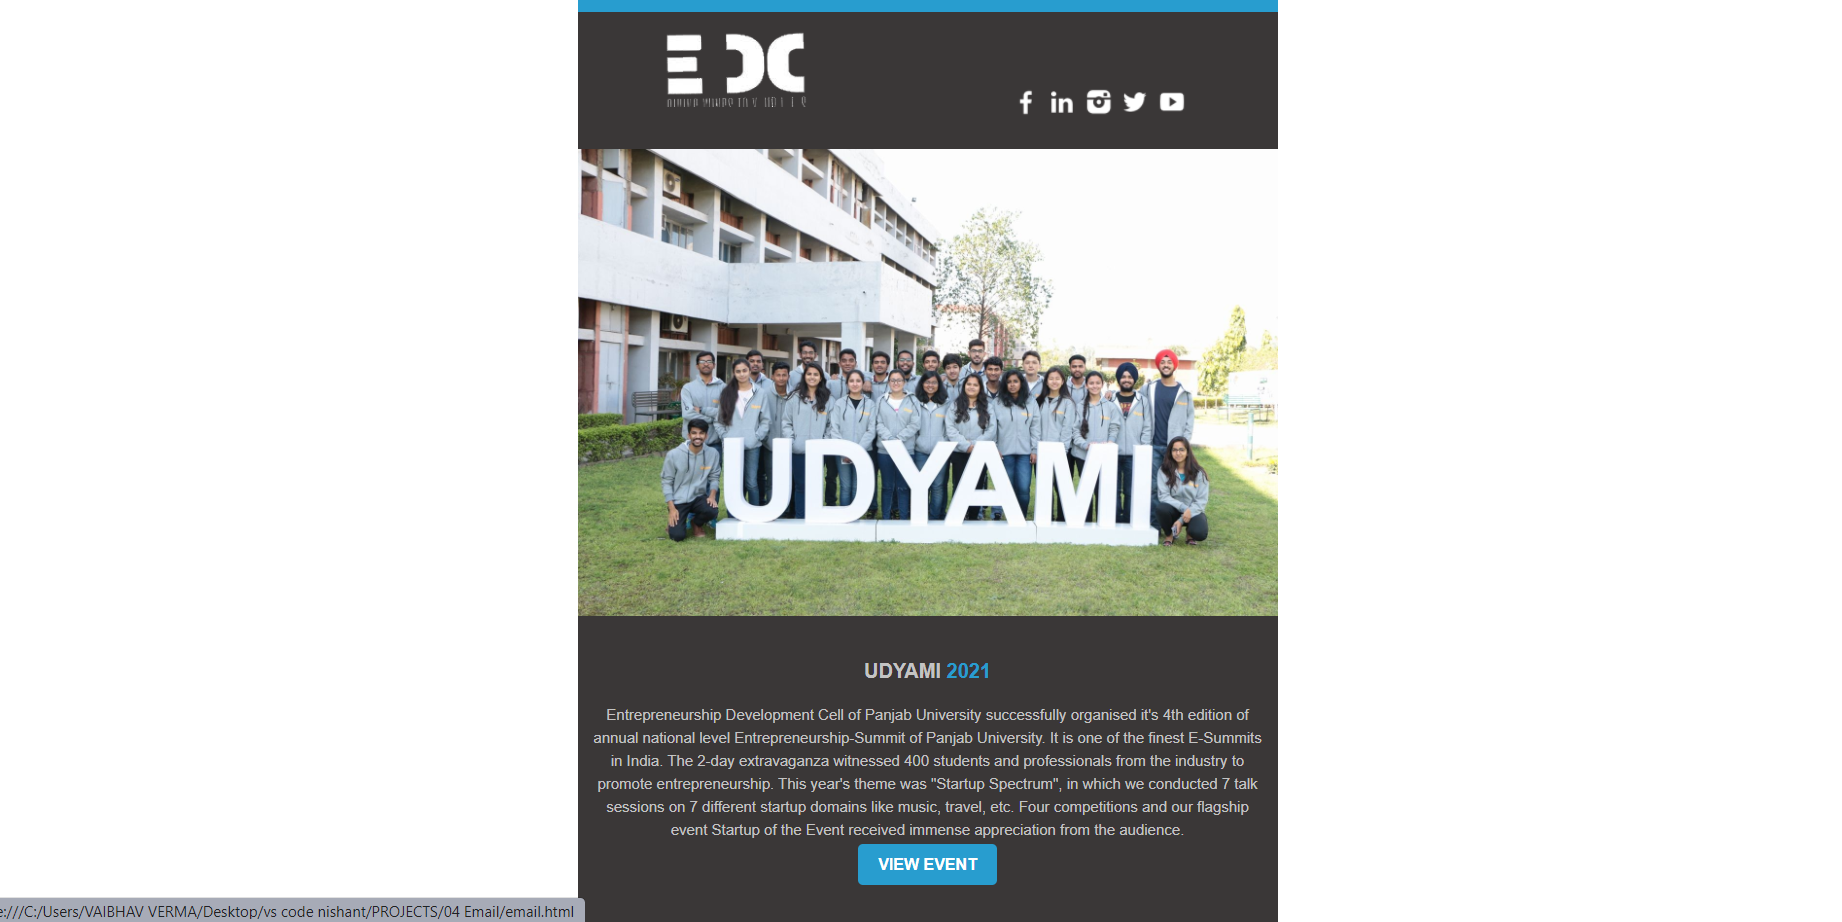 EDC
UDYAMI
UDYAMI 2021
Entrepreneurship Development Cell of Panjab University successfully organised it's 4th edition of
annual national level Entrepreneurship-Summit of Panjab University. It is one of the finest E-Summits
in India. The 2-day extravaganza witnessed 400 students and professionals from the industry to
promote entrepreneurship. This year's theme was "Startup Spectrum", in which we conducted 7 talk
sessions on 7 different startup domains like music, travel, etc. Four competitions and our flagship
event Startup of the Event received immense appreciation from the audience.
VIEW EVENT
e:///C:/Users/VAIBHAV VERMA/Desktop/vs code nishant/PROJECTS/04 Email/email.html